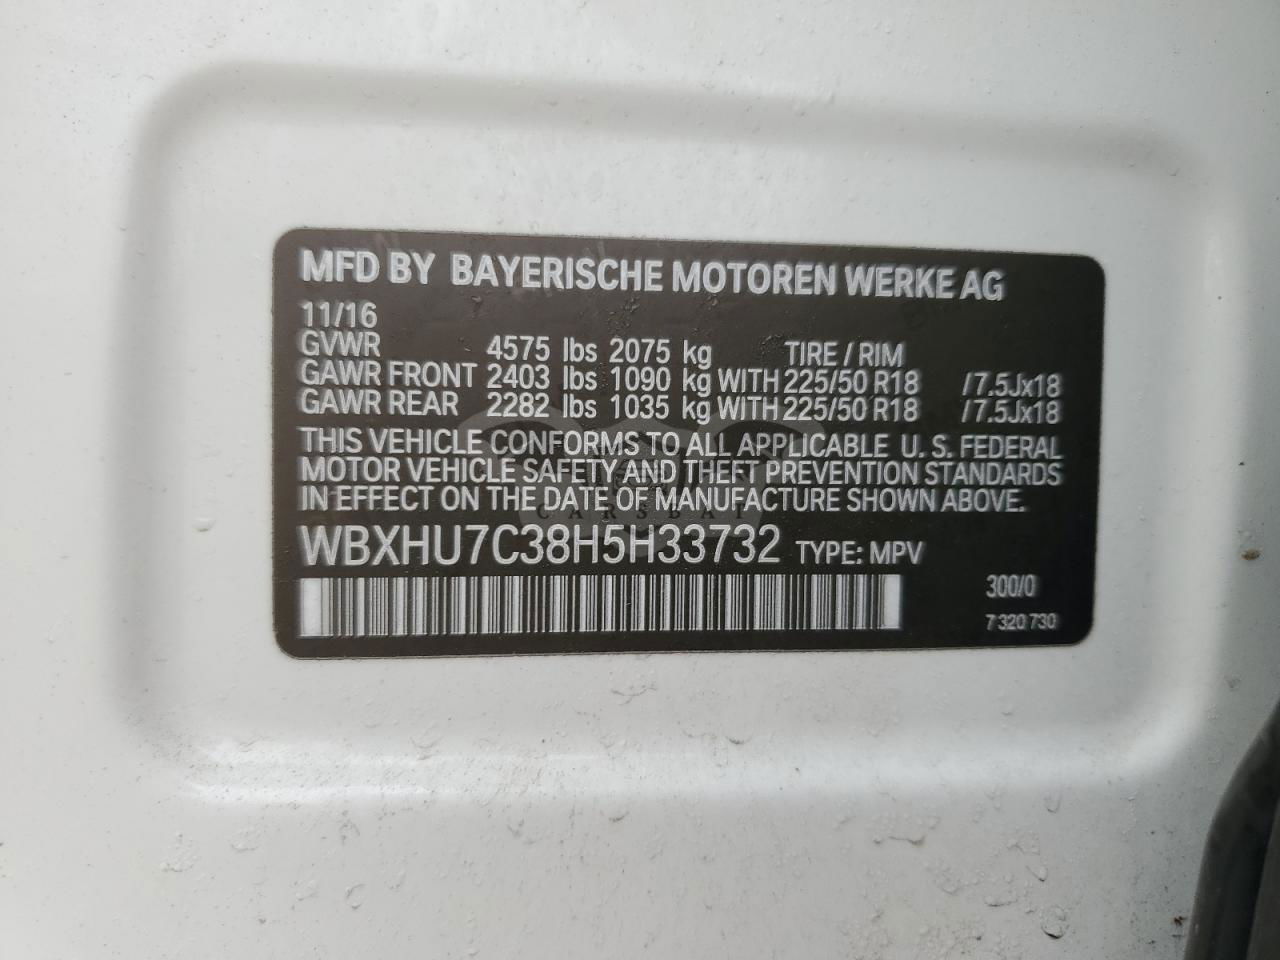 MFD BY BAYERISCHE MOTOREN WERKE AG
11/16
GVWR 4575 lbs 2075 kg TIRE / RIM
GAWR FRONT 2403 lbs 1090 kg WITH 225/50 R18 / 7.5Jx18
GAWR REAR 2282 lbs 1035 kg WITH 225/50 R18 / 7.5Jx18
THIS VEHICLE CONFORMS TO ALL APPLICABLE U. S. FEDERAL
MOTOR VEHICLE SAFETY AND THEFT PREVENTION STANDARDS
IN EFFECT ON THE DATE OF MANUFACTURE SHOWN ABOVE.
CARSBAT
WBXHU7C38H5H33732 TYPE: MPV
300/0
7 320 730